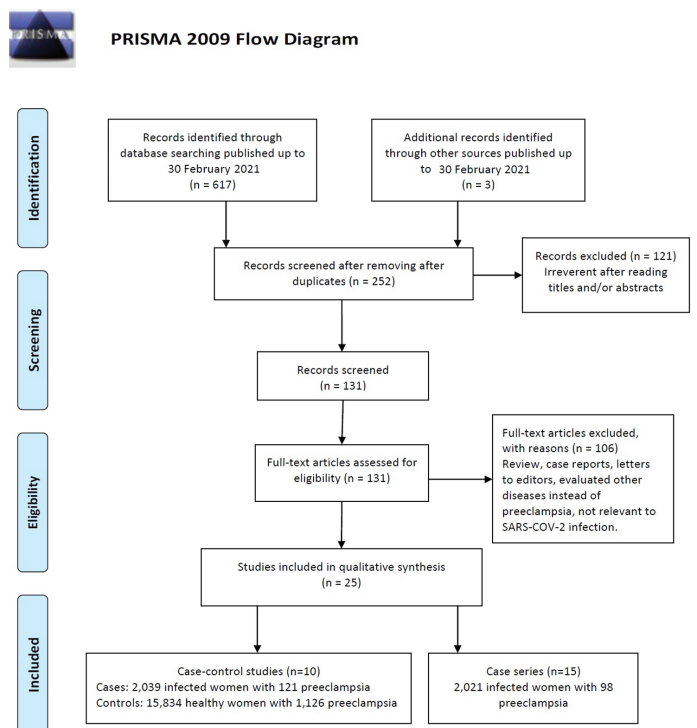 PRISMA
PRISMA 2009 Flow Diagram
Identification
Records identified through
database searching published up to
30 February 2021
(n = 617)
Additional records identified
through other sources published up
to 30 February 2021
(n = 3)
Records screened after removing after
duplicates (n = 252)
Records excluded (n = 121)
Irreverent after reading
titles and/or abstracts
Screening
Records screened
(n = 131)
Eligibility
Full-text articles assessed for
eligibility (n = 131)
Full-text articles excluded,
with reasons (n = 106)
Review, case reports, letters
to editors, evaluated other
diseases instead of
preeclampsia, not relevant to
SARS-COV-2 infection.
Studies included in qualitative synthesis
(n = 25)
Included
Case-control studies (n=10)
Cases: 2,039 infected women with 121 preeclampsia
Controls: 15,834 healthy women with 1,126 preeclampsia
Case series (n=15)
2,021 infected women with 98
preeclampsia